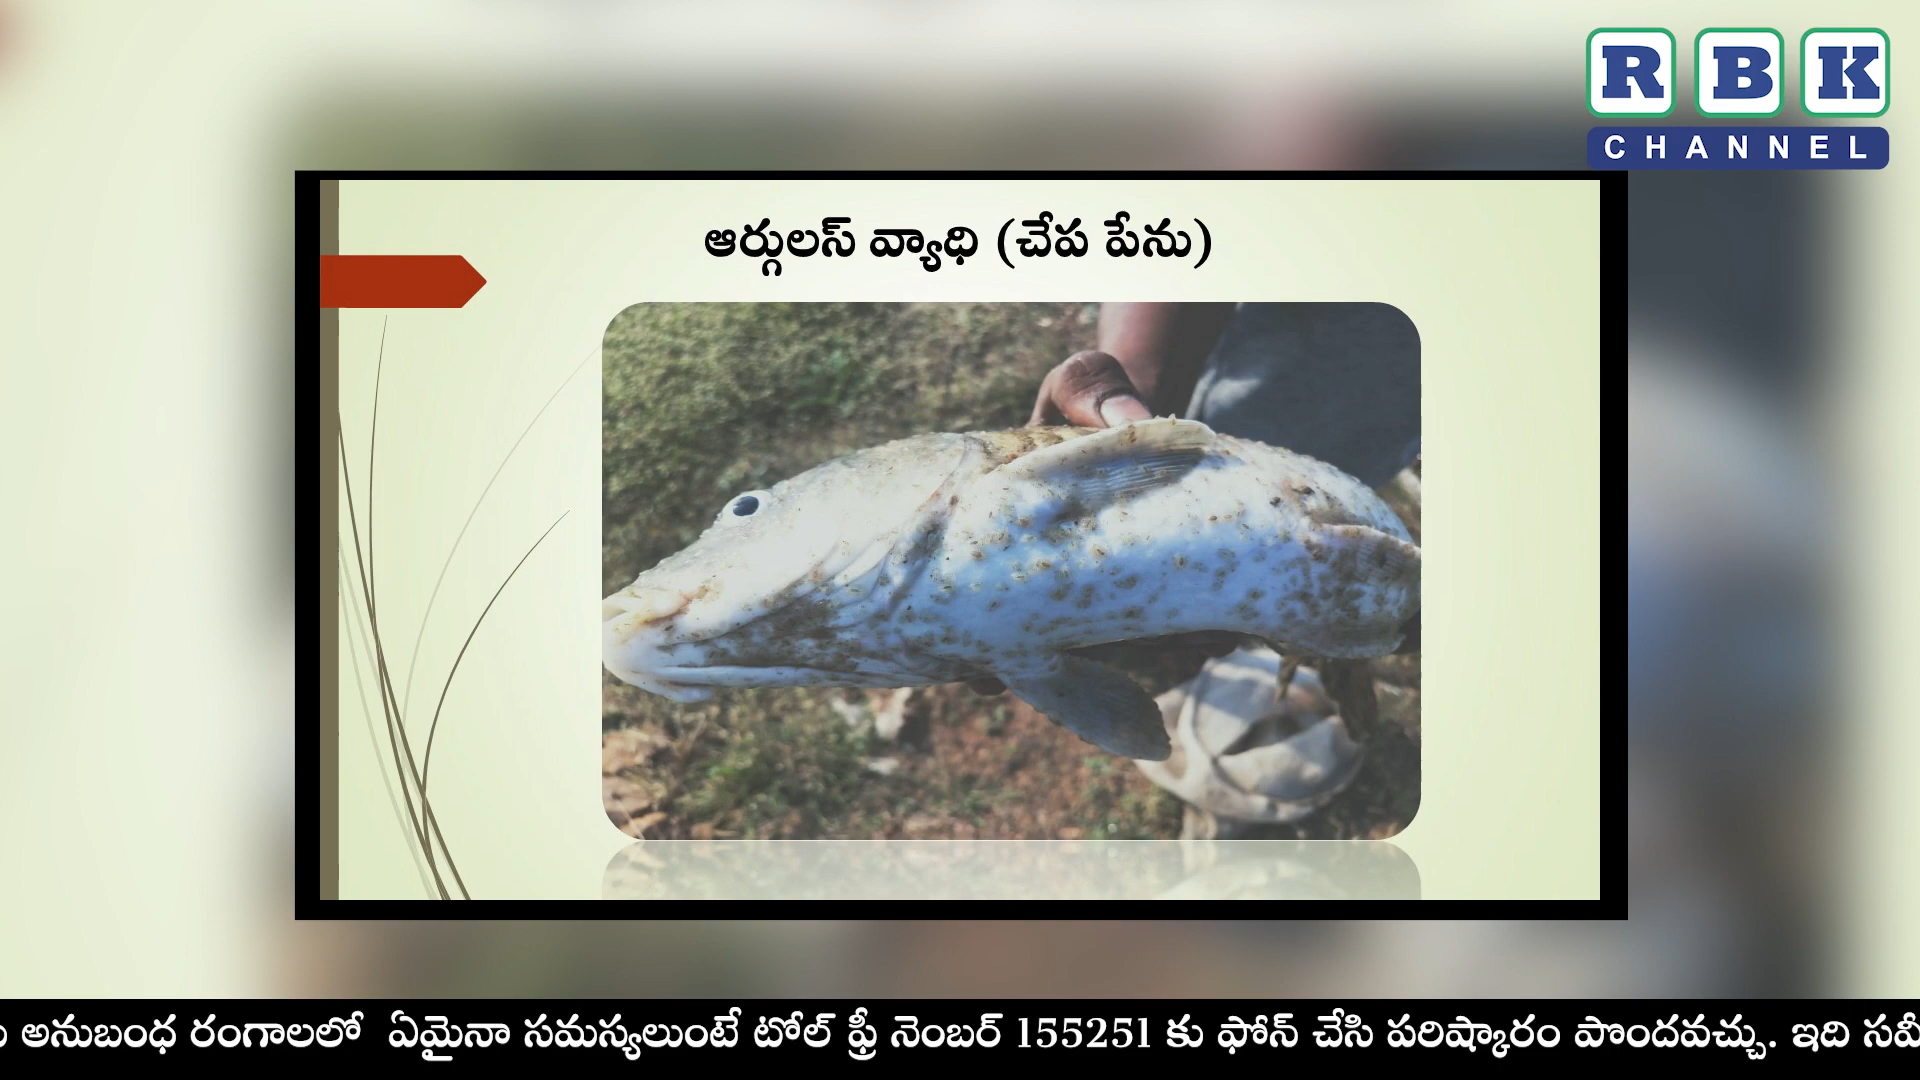 RBK
CHANNEL
ఆర్గులస్ వ్యాధి (చేప పేను)
అనుబంధ రంగాలలో ఏమైనా సమస్యలుంటే టోల్ ఫ్రీ నెంబర్ 155251 కు ఫోన్ చేసి పరిష్కారం పొందవచ్చు. ఇది